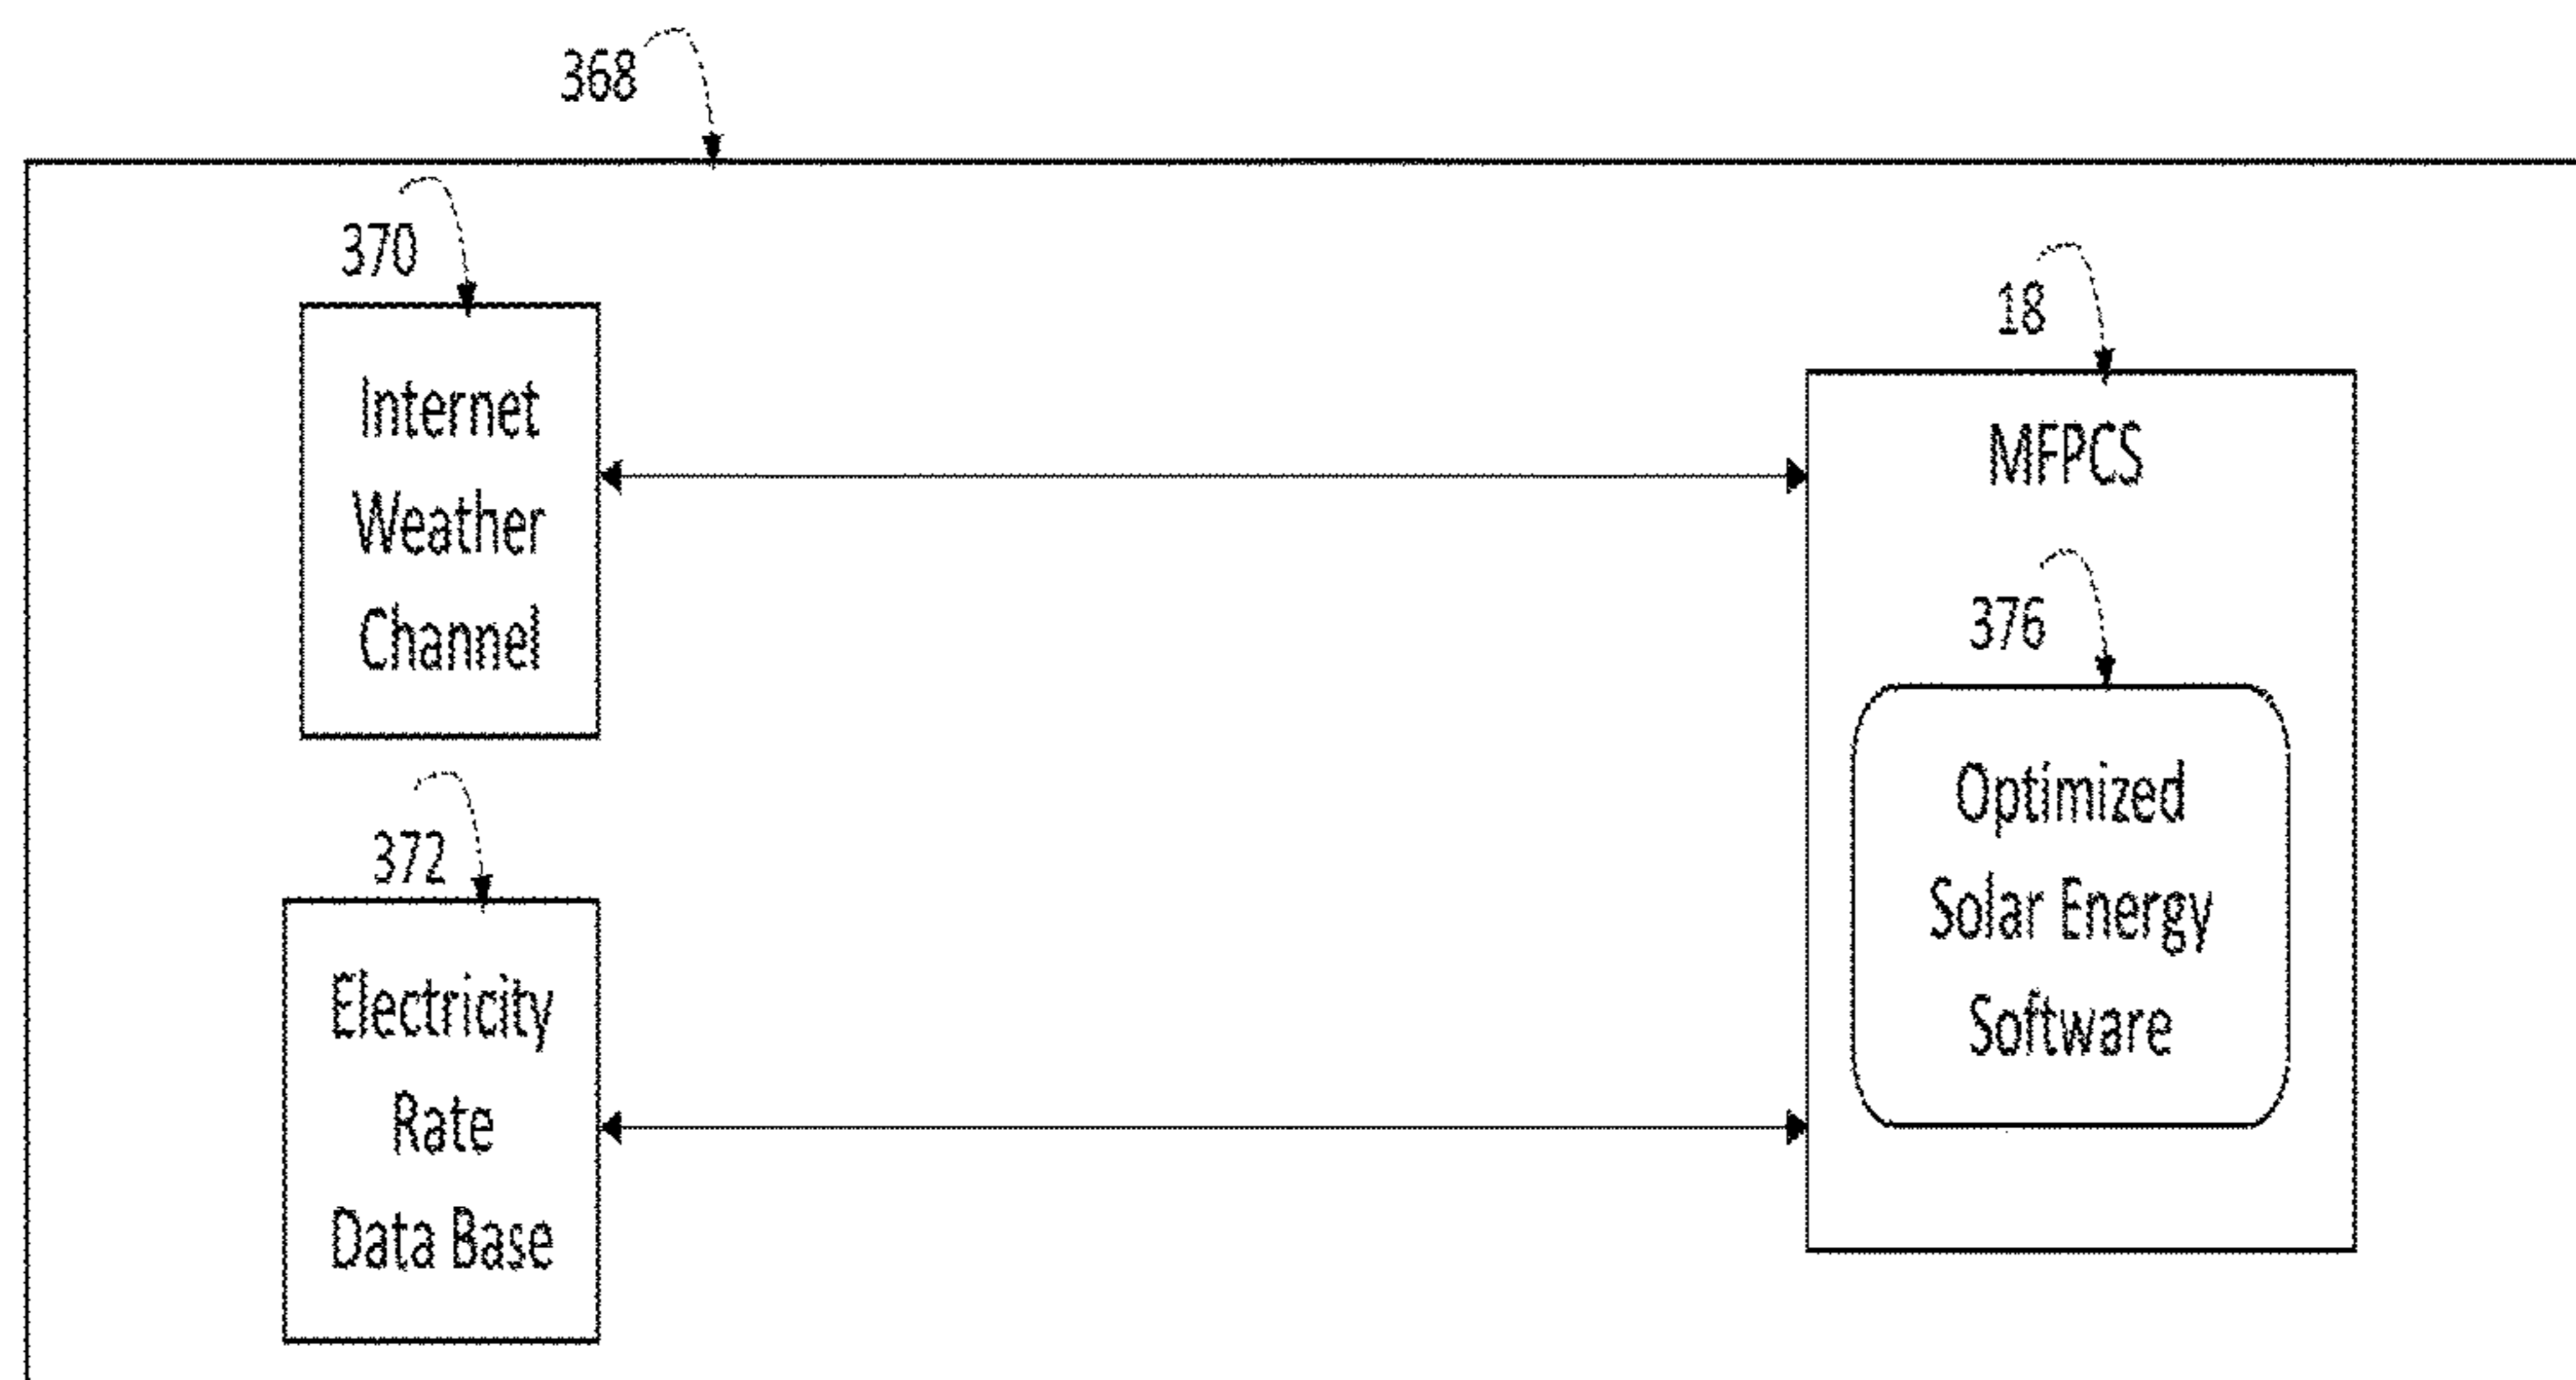 368
370
Internet
Weather
Channel
18
MFPCS
376
Optimized
Solar Energy
Software
372
Electricity
Rate
Data Base